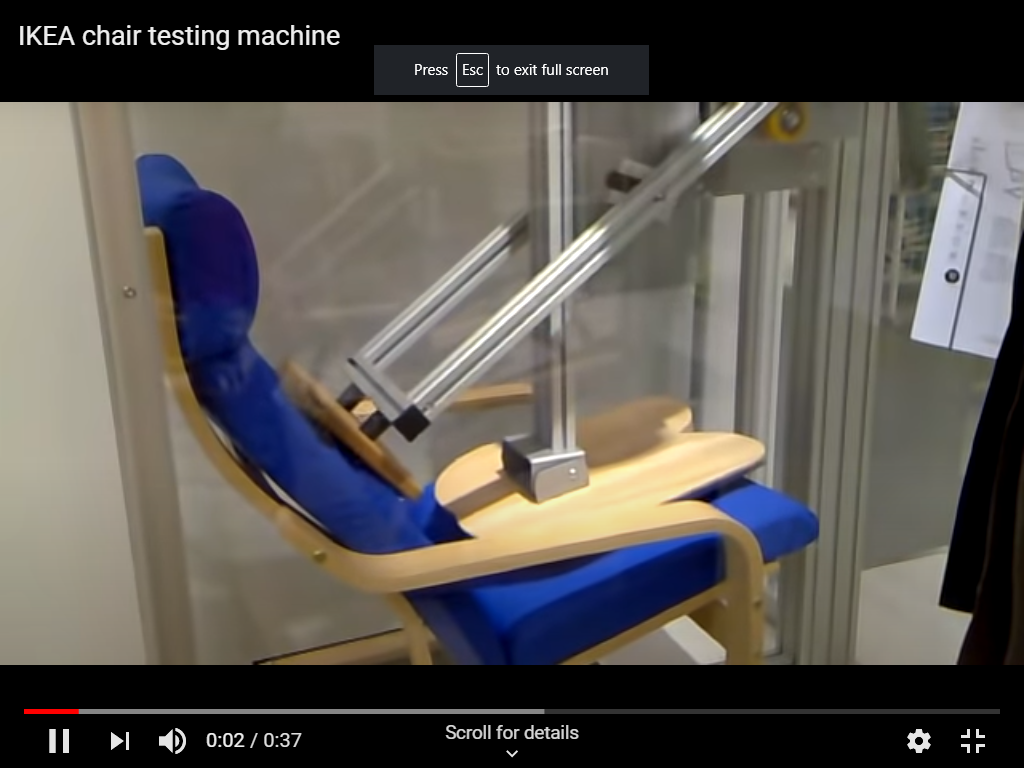 IKEA chair testing machine
Press Esc to exit full screen
0:02 / 0:37
Scroll for details